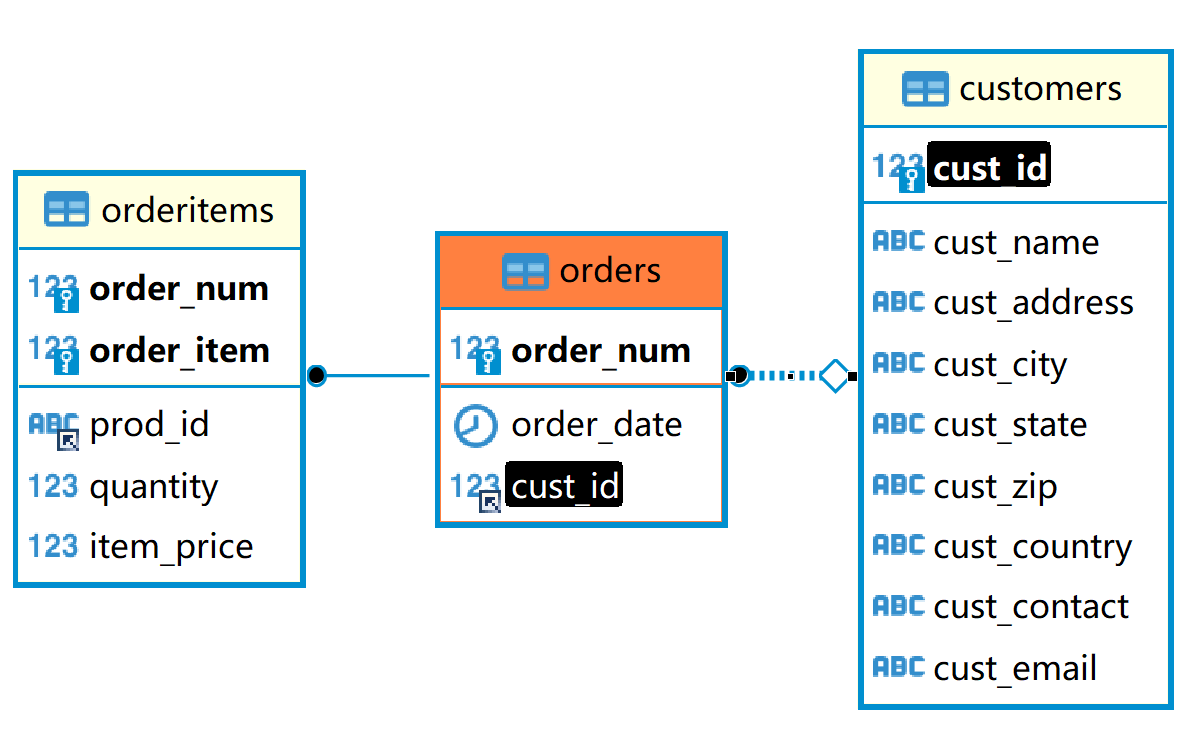 orderitems
123 order_num
123 order_item
ABC prod_id
123 quantity
123 item_price
orders
123 order_num
order_date
123 cust_id
customers
123 cust_id
ABC cust_name
ABC cust_address
ABC cust_city
ABC cust_state
ABC cust_zip
ABC cust_country
ABC cust_contact
ABC cust_email